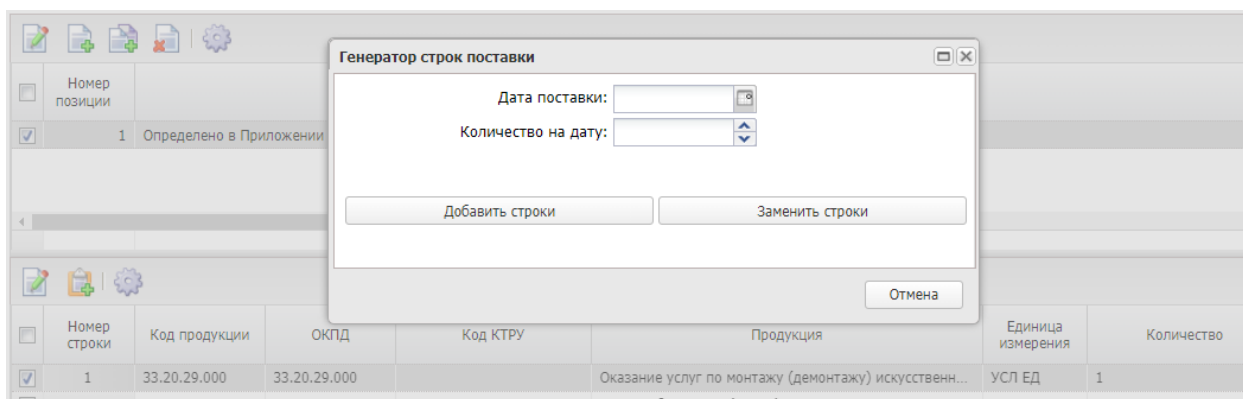 Генератор строк поставки
Номер
позиции
Дата поставки:
1 Определено в Приложении
Количество на дату:
Добавить строки Заменить строки
Отмена
Номер
строки
Код продукции ОКПД Код КТРУ Продукция
Единица
измерения
Количество
1 33.20.29.000 33.20.29.000 Оказание услуг по монтажу (демонтажу) искусственн... УСЛ ЕД 1